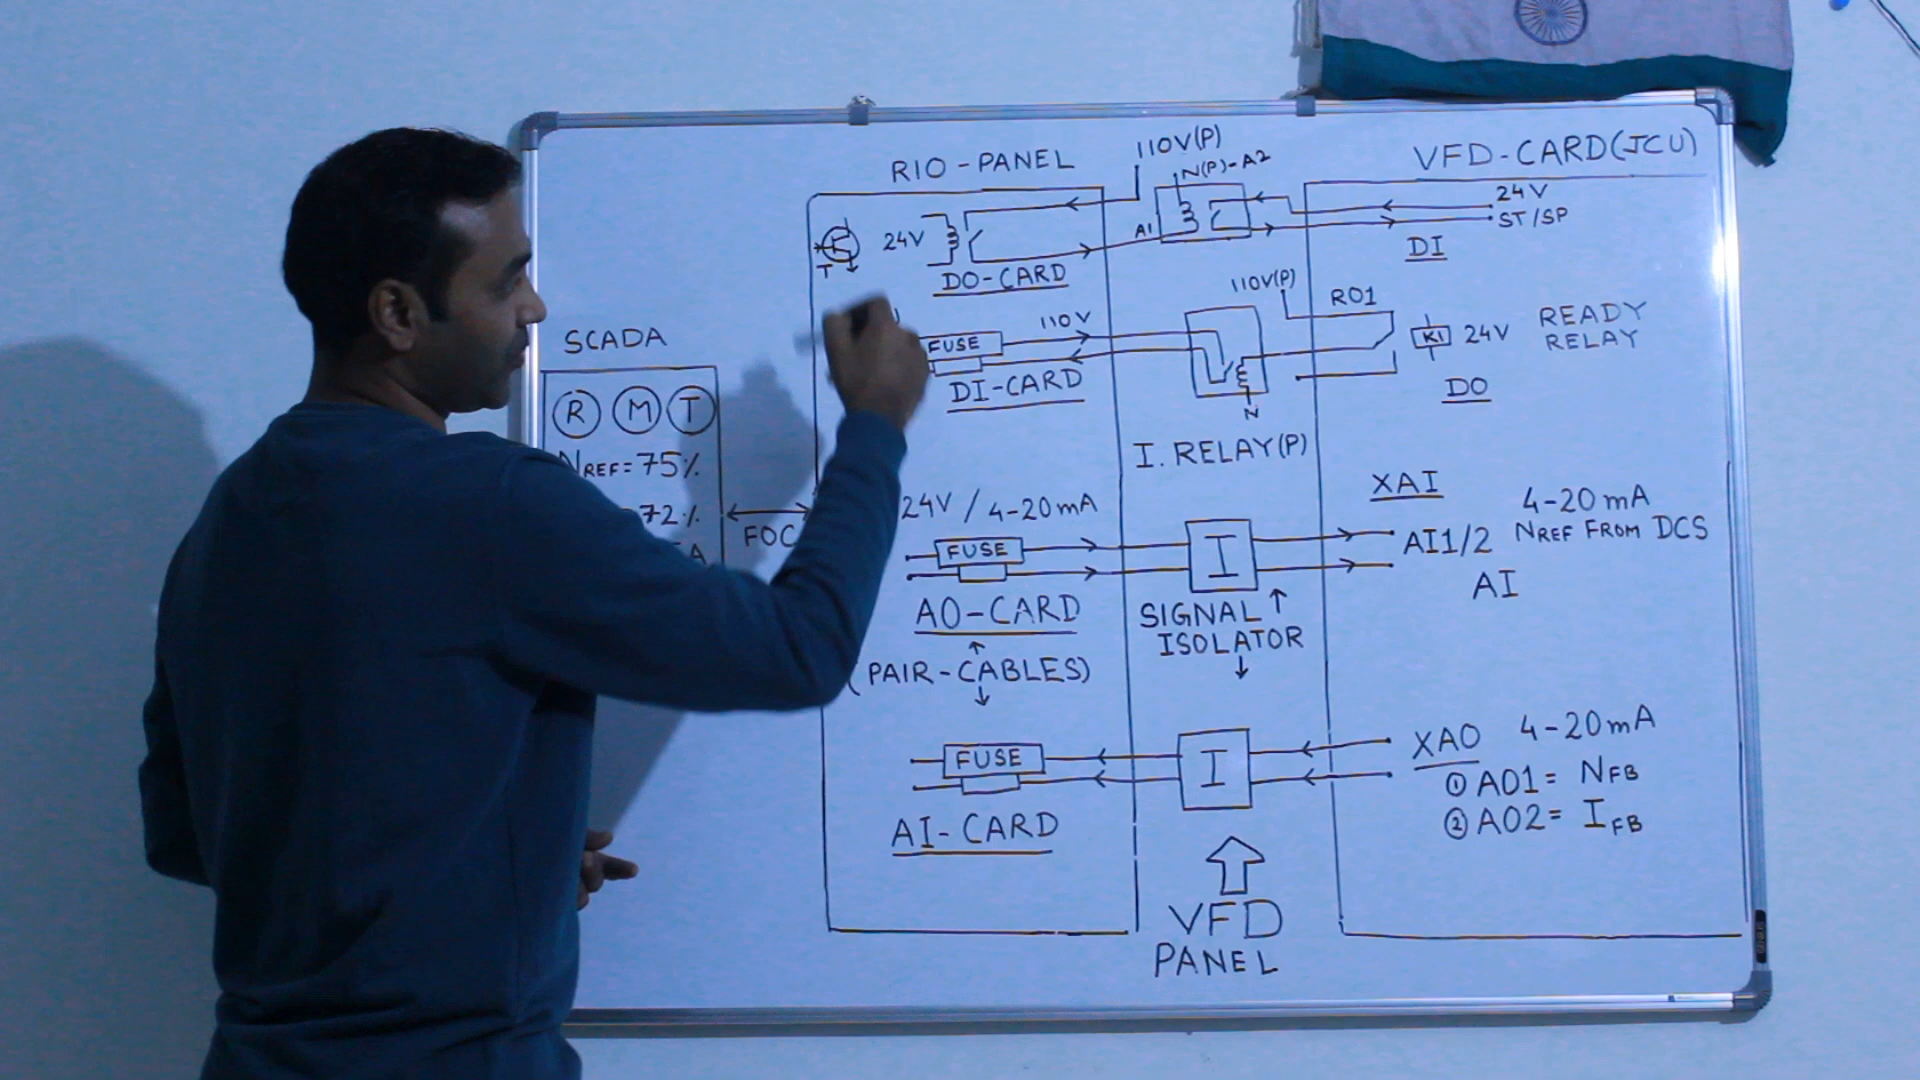 RIO-PANEL
110V(P)
N(P)-A2
VFD-CARD(JCU)
24V
ST/SP
DI
T
24V
A1
DO-CARD
SCADA
R M T
NREF=75%
72%
A
FOC
FUSE
110V
DI-CARD
110V(P)
R01
K1 24V
READY
RELAY
DO
N
I. RELAY(P)
24V / 4-20mA
FUSE
AO-CARD
(PAIR-CABLES)
I
SIGNAL
ISOLATOR
XAI
4-20mA
AI1/2 NREF FROM DCS
AI
FUSE
AI-CARD
I
VFD
PANEL
XAO 4-20mA
① AO1= NFB
② AO2= IFB